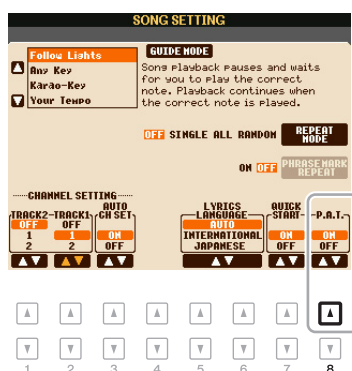 SONG SETTING
Follow Lights
Any Key
Karao-Key
Your Tempo
GUIDE MODE
Song playback pauses and waits
for you to play the correct
note. Playback continues when
the correct note is played.
OFF SINGLE ALL RANDOM
REPEAT
MODE
ON OFF
PHRASE MARK
REPEAT
CHANNEL SETTING
TRACK2
OFF
1
2
TRACK1
OFF
1
2
AUTO
CH SET
ON
OFF
LYRICS
LANGUAGE
AUTO
INTERNATIONAL
JAPANESE
QUICK
START
ON
OFF
P.A.T.
ON
OFF
1 2 3 4 5 6 7 8